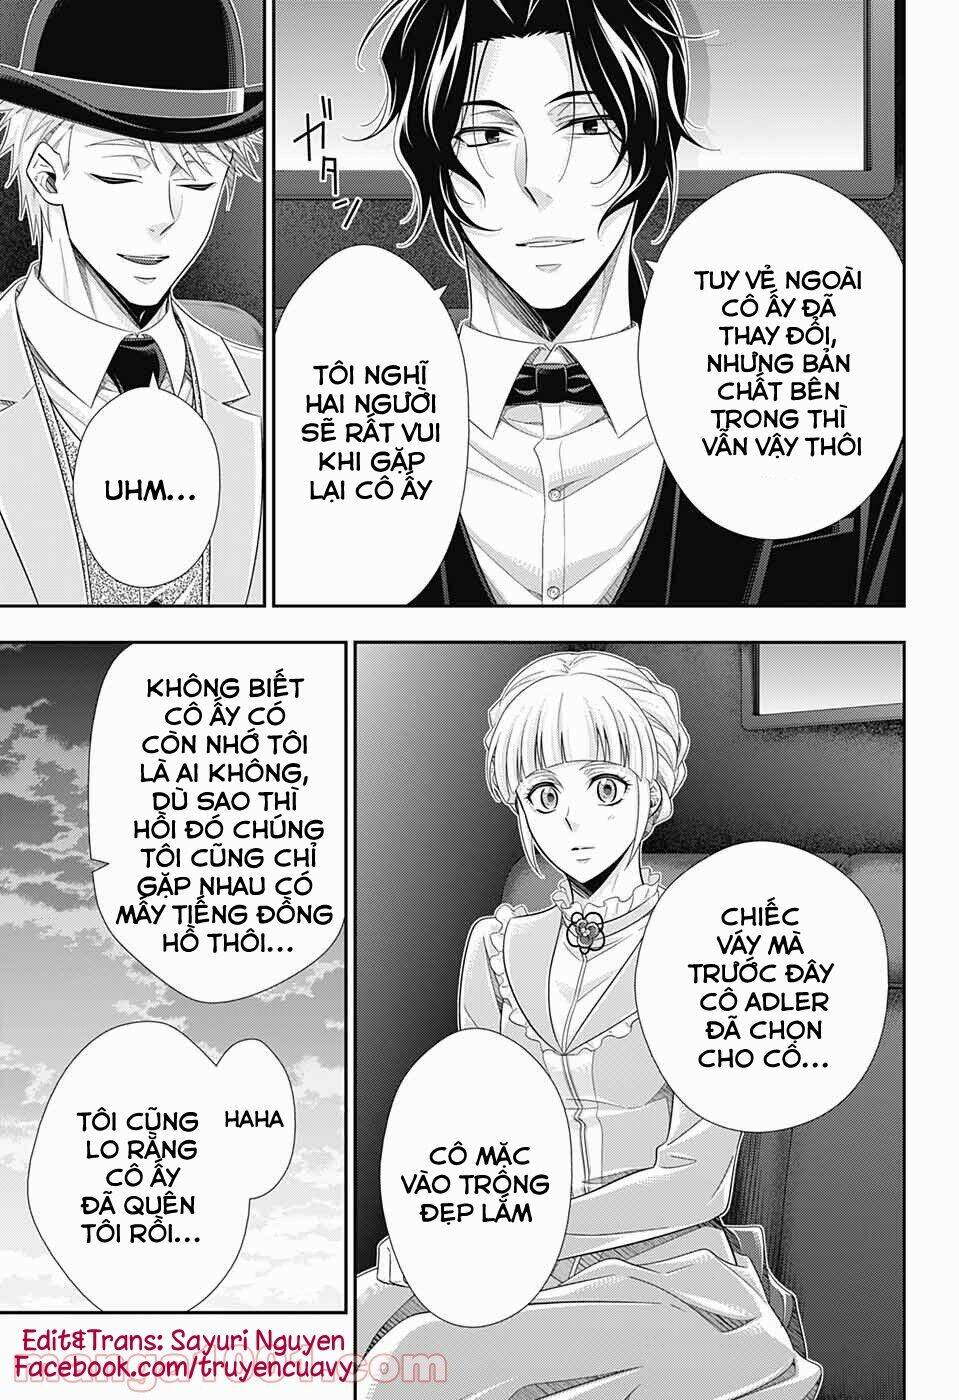 TUY VẺ NGOÀI
CÔ ẤY ĐÃ
THAY ĐỔI,
NHƯNG BẢN
CHẤT BÊN
TRONG THÌ
VẪN VẬY THÔI
ガタン
TÔI NGHĨ
HAI NGƯỜI
SẼ RẤT VUI
KHI GẶP
LẠI CÔ ẤY
UHM...
CHIẾC
VÁY MÀ
TRƯỚC ĐÂY
CÔ ADLER
ĐÃ CHỌN
CHO CÔ...
CÔ MẶC
VÀO TRÔNG
ĐẸP LẮM
KHÔNG BIẾT
CÔ ẤY CÓ
CÒN NHỚ TÔI
LÀ AI KHÔNG,
DÙ SAO THÌ
HỒI ĐÓ CHÚNG
TÔI CŨNG CHỈ
GẶP NHAU CÓ
MẤY TIẾNG ĐỒNG
HỒ THÔI...
HAHA
TÔI CŨNG
LO RẰNG
CÔ ẤY
ĐÃ QUÊN
TÔI RỒI...
Edit&Trans: Sayuri Nguyen
Facebook.com/truyencuavy